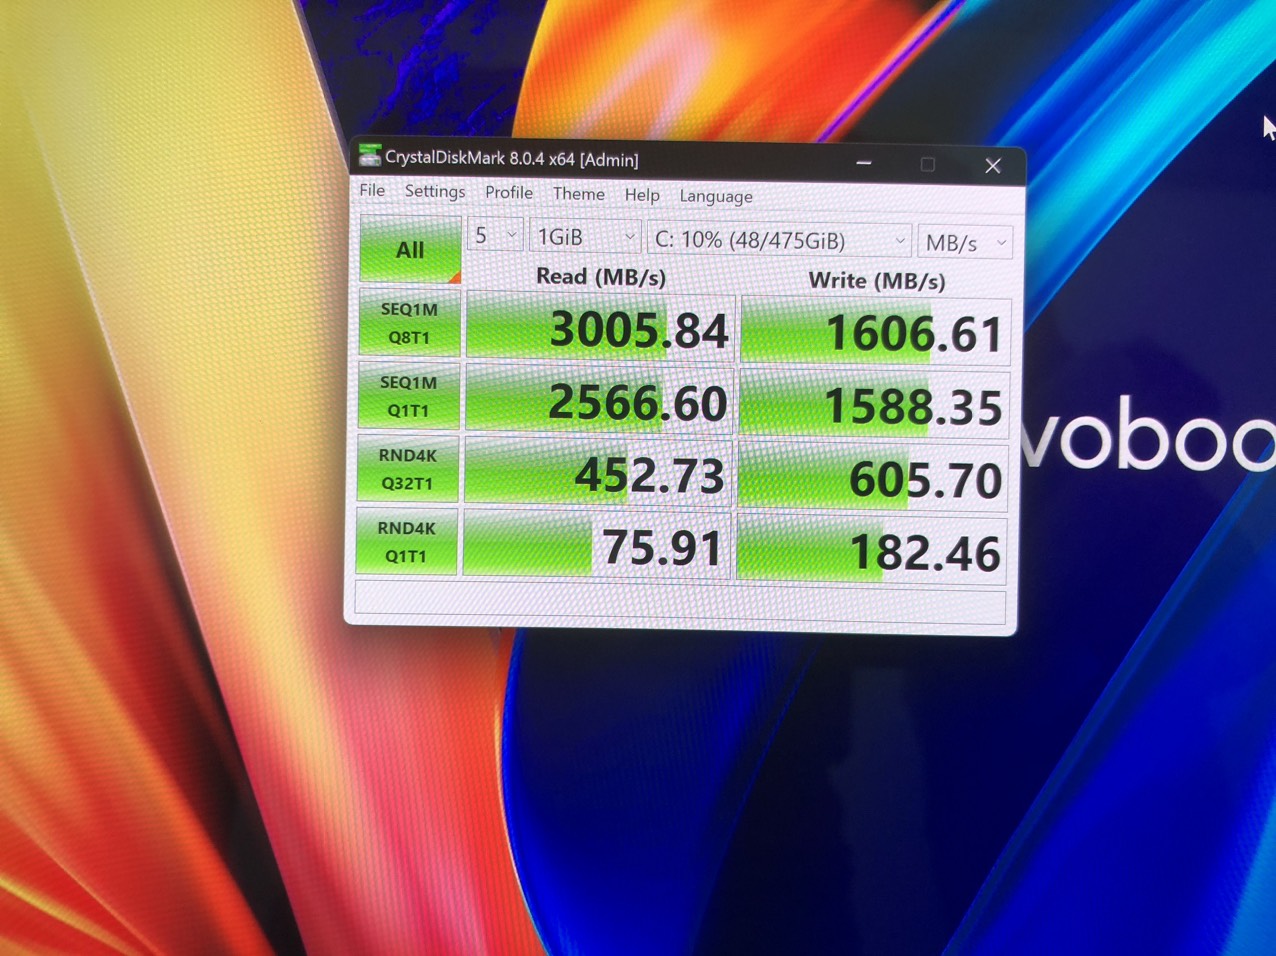 CrystalDiskMark 8.0.4 x64 [Admin]
File Settings Profile Theme Help Language
All 5 1GiB C: 10% (48/475GiB) MB/s
Read (MB/s) Write (MB/s)
SEQ1M
Q8T1 3005.84 1606.61
SEQ1M
Q1T1 2566.60 1588.35
RND4K
Q32T1 452.73 605.70
RND4K
Q1T1 75.91 182.46
voboo